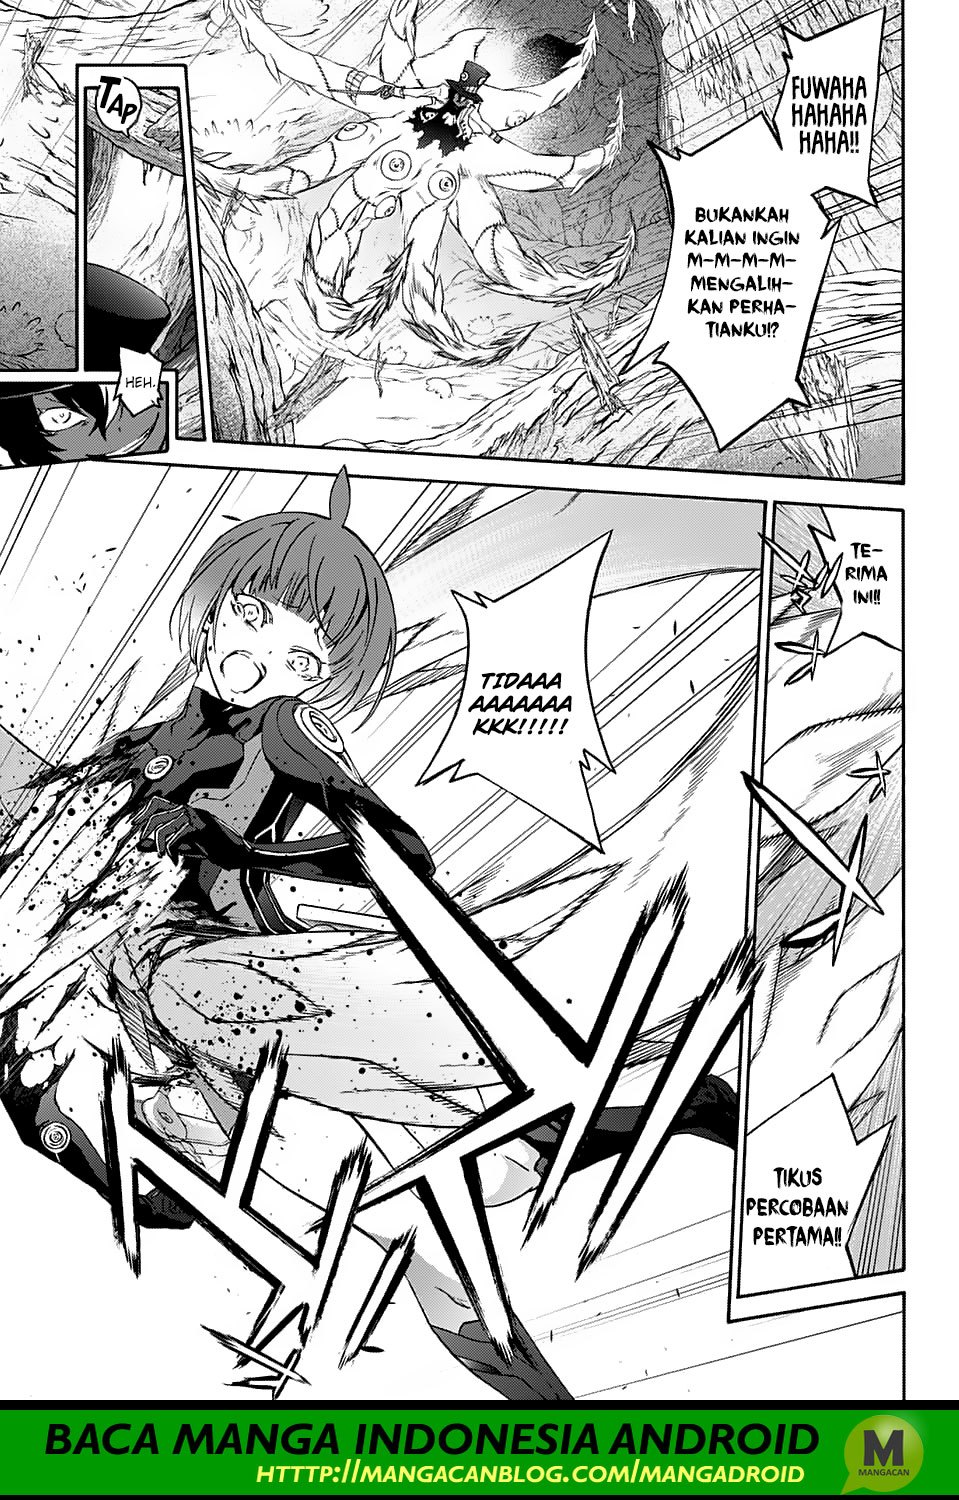 FUWAHA
HAHAHA
HAHA!!
BUKANKAH
KALIAN INGIN
M-M-M-M-
MENGALIH-
KAN PERHA-
TIANKU!?
TAP
HEH.
TE-
RIMA
INI!!
TIKUS
PERCOBAAN
PERTAMA!!
TIDAAA
AAAAAAA
KKK!!!!!
BACA MANGA INDONESIA ANDROID
HTTTP://MANGACANBLOG.COM/MANGADROID
M
MANGACAN